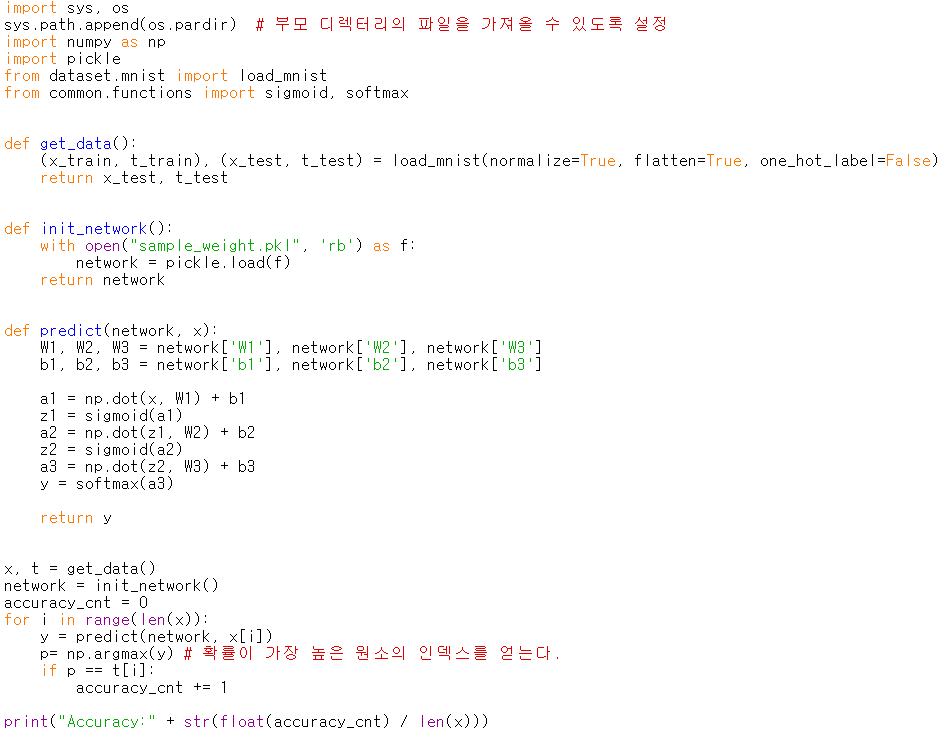 import sys, os
sys.path.append(os.pardir)  # 부모 디렉터리의 파일을 가져올 수 있도록 설정
import numpy as np
import pickle
from dataset.mnist import load_mnist
from common.functions import sigmoid, softmax


def get_data():
    (x_train, t_train), (x_test, t_test) = load_mnist(normalize=True, flatten=True, one_hot_label=False)
    return x_test, t_test


def init_network():
    with open("sample_weight.pkl", 'rb') as f:
        network = pickle.load(f)
    return network


def predict(network, x):
    W1, W2, W3 = network['W1'], network['W2'], network['W3']
    b1, b2, b3 = network['b1'], network['b2'], network['b3']

    a1 = np.dot(x, W1) + b1
    z1 = sigmoid(a1)
    a2 = np.dot(z1, W2) + b2
    z2 = sigmoid(a2)
    a3 = np.dot(z2, W3) + b3
    y = softmax(a3)

    return y


x, t = get_data()
network = init_network()
accuracy_cnt = 0
for i in range(len(x)):
    y = predict(network, x[i])
    p= np.argmax(y) # 확률이 가장 높은 원소의 인덱스를 얻는다.
    if p == t[i]:
        accuracy_cnt += 1

print("Accuracy:" + str(float(accuracy_cnt) / len(x)))